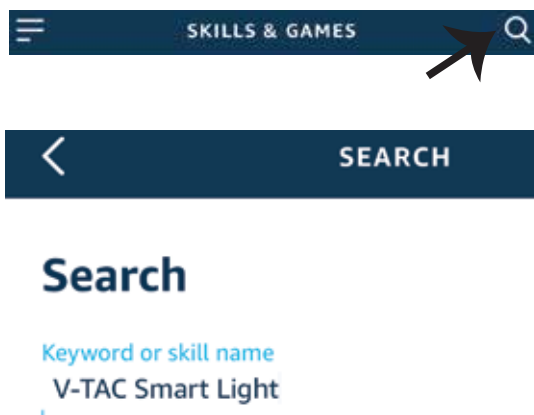 SKILLS & GAMES
SEARCH
Search
Keyword or skill name
V-TAC Smart Light